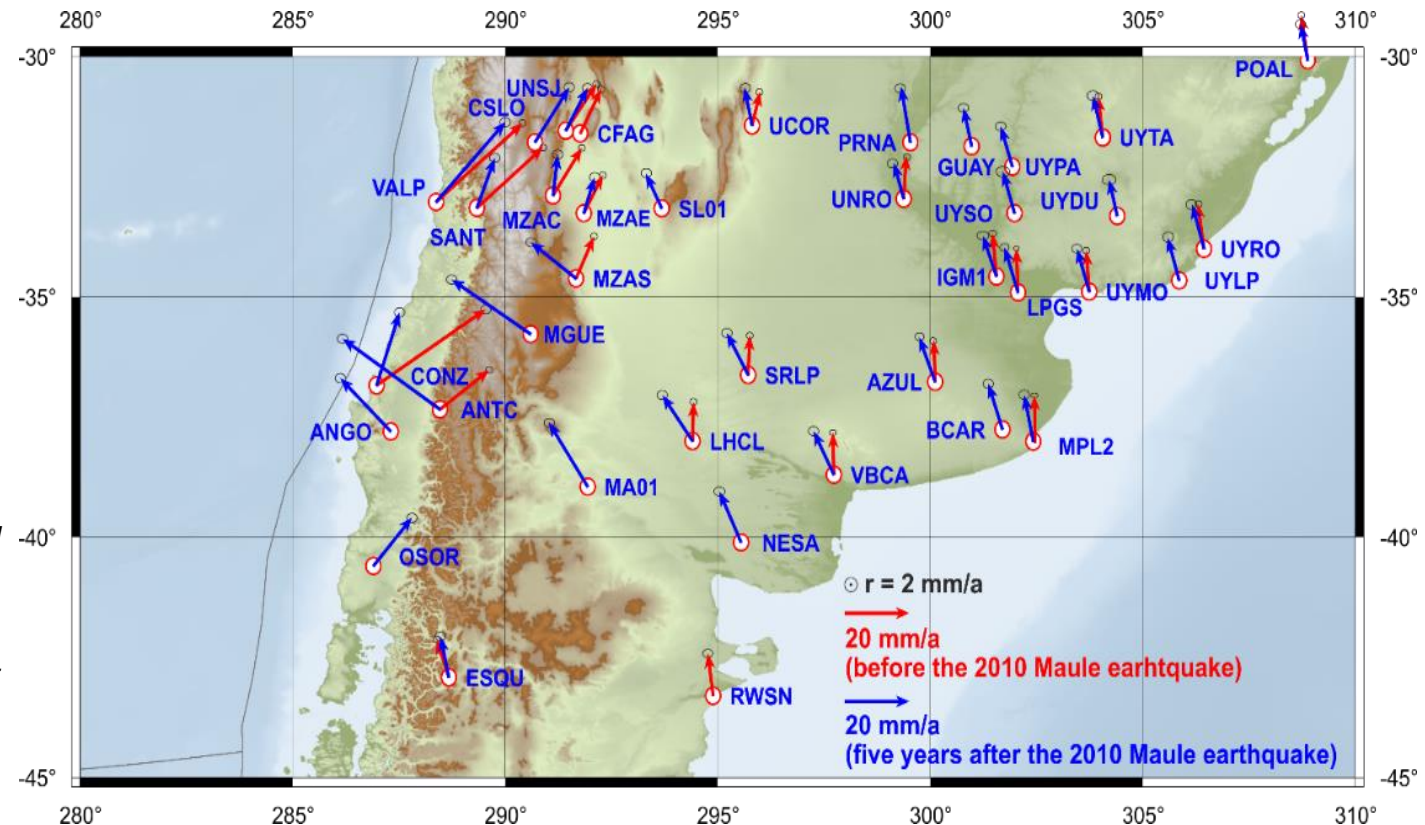 280° 285° 290° 295° 300° 305° 310°
-30° -30°
POAL
UNSJ
CSLO
CFAG
UCOR
PRNA
UYTA
GUAY
UYPA
VALP
UNRO
UYDU
MZAC
MZAE
SL01
UYSO
SANT
UYRO
MZAS
IGM1
UYLP
UYMO
LPGS
-35° -35°
MGUE
CONZ
SRLP
AZUL
ANTC
ANGO
LHCL
BCAR
MPL2
VBCA
MA01
-40° -40°
NESA
OSOR
r = 2 mm/a
20 mm/a
(before the 2010 Maule earhtquake)
ESQU
RWSN
20 mm/a
(five years after the 2010 Maule earthquake)
-45° -45°
280° 285° 290° 295° 300° 305° 310°